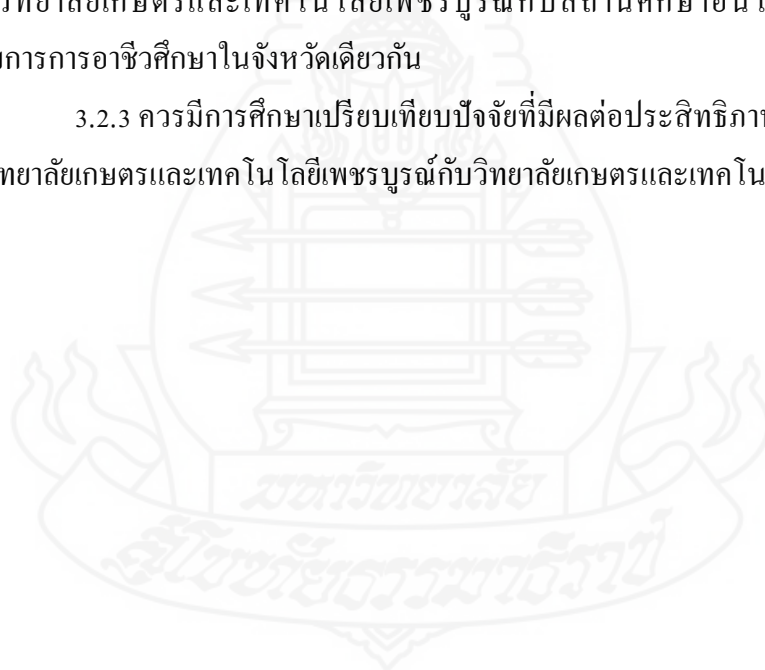 วิทยาลัยเกษตรและเทคโนโลยีเพชรบูรณ์กับสถานศึกษาอื่น
การการอาชีวศึกษาในจังหวัดเดียวกัน
3.2.3 ควรมีการศึกษาเปรียบเทียบปัจจัยที่มีผลต่อประสิทธิภา
ทยาลัยเกษตรและเทคโนโลยีเพชรบูรณ์กับวิทยาลัยเกษตรและเทคโน
มหาวิทยาลัย
สุโขทัยธรรมาธิราช